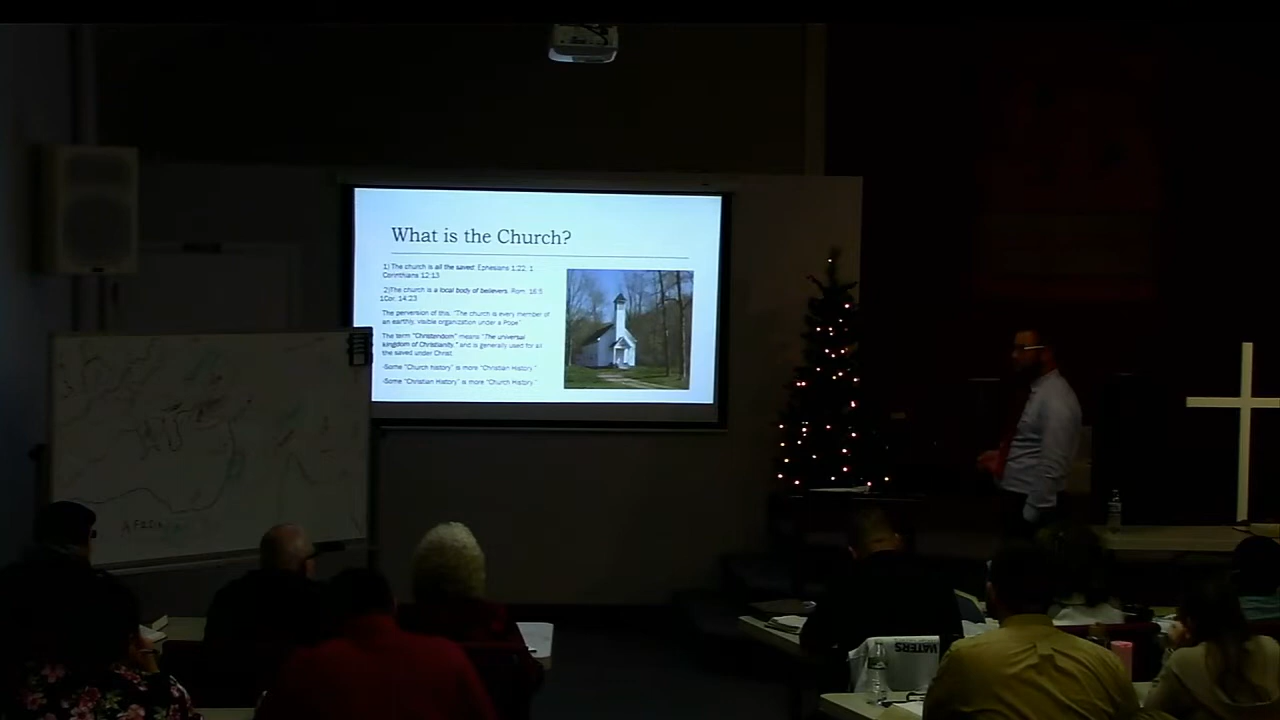 What is the Church?
1) The church is all the saved: Ephesians 1:22; 1
Corinthians 12:13
2)The church is a local body of believers. Rom. 16:5
1Cor. 14:23
The perversion of this: "The church is every member of
an earthly, visible organization under a Pope"
The term "Christendom" means "The universal
kingdom of Christianity," and is generally used for all
the saved under Christ.
-Some "Church history" is more "Christian History."
-Some "Christian History" is more "Church History."
WATERS